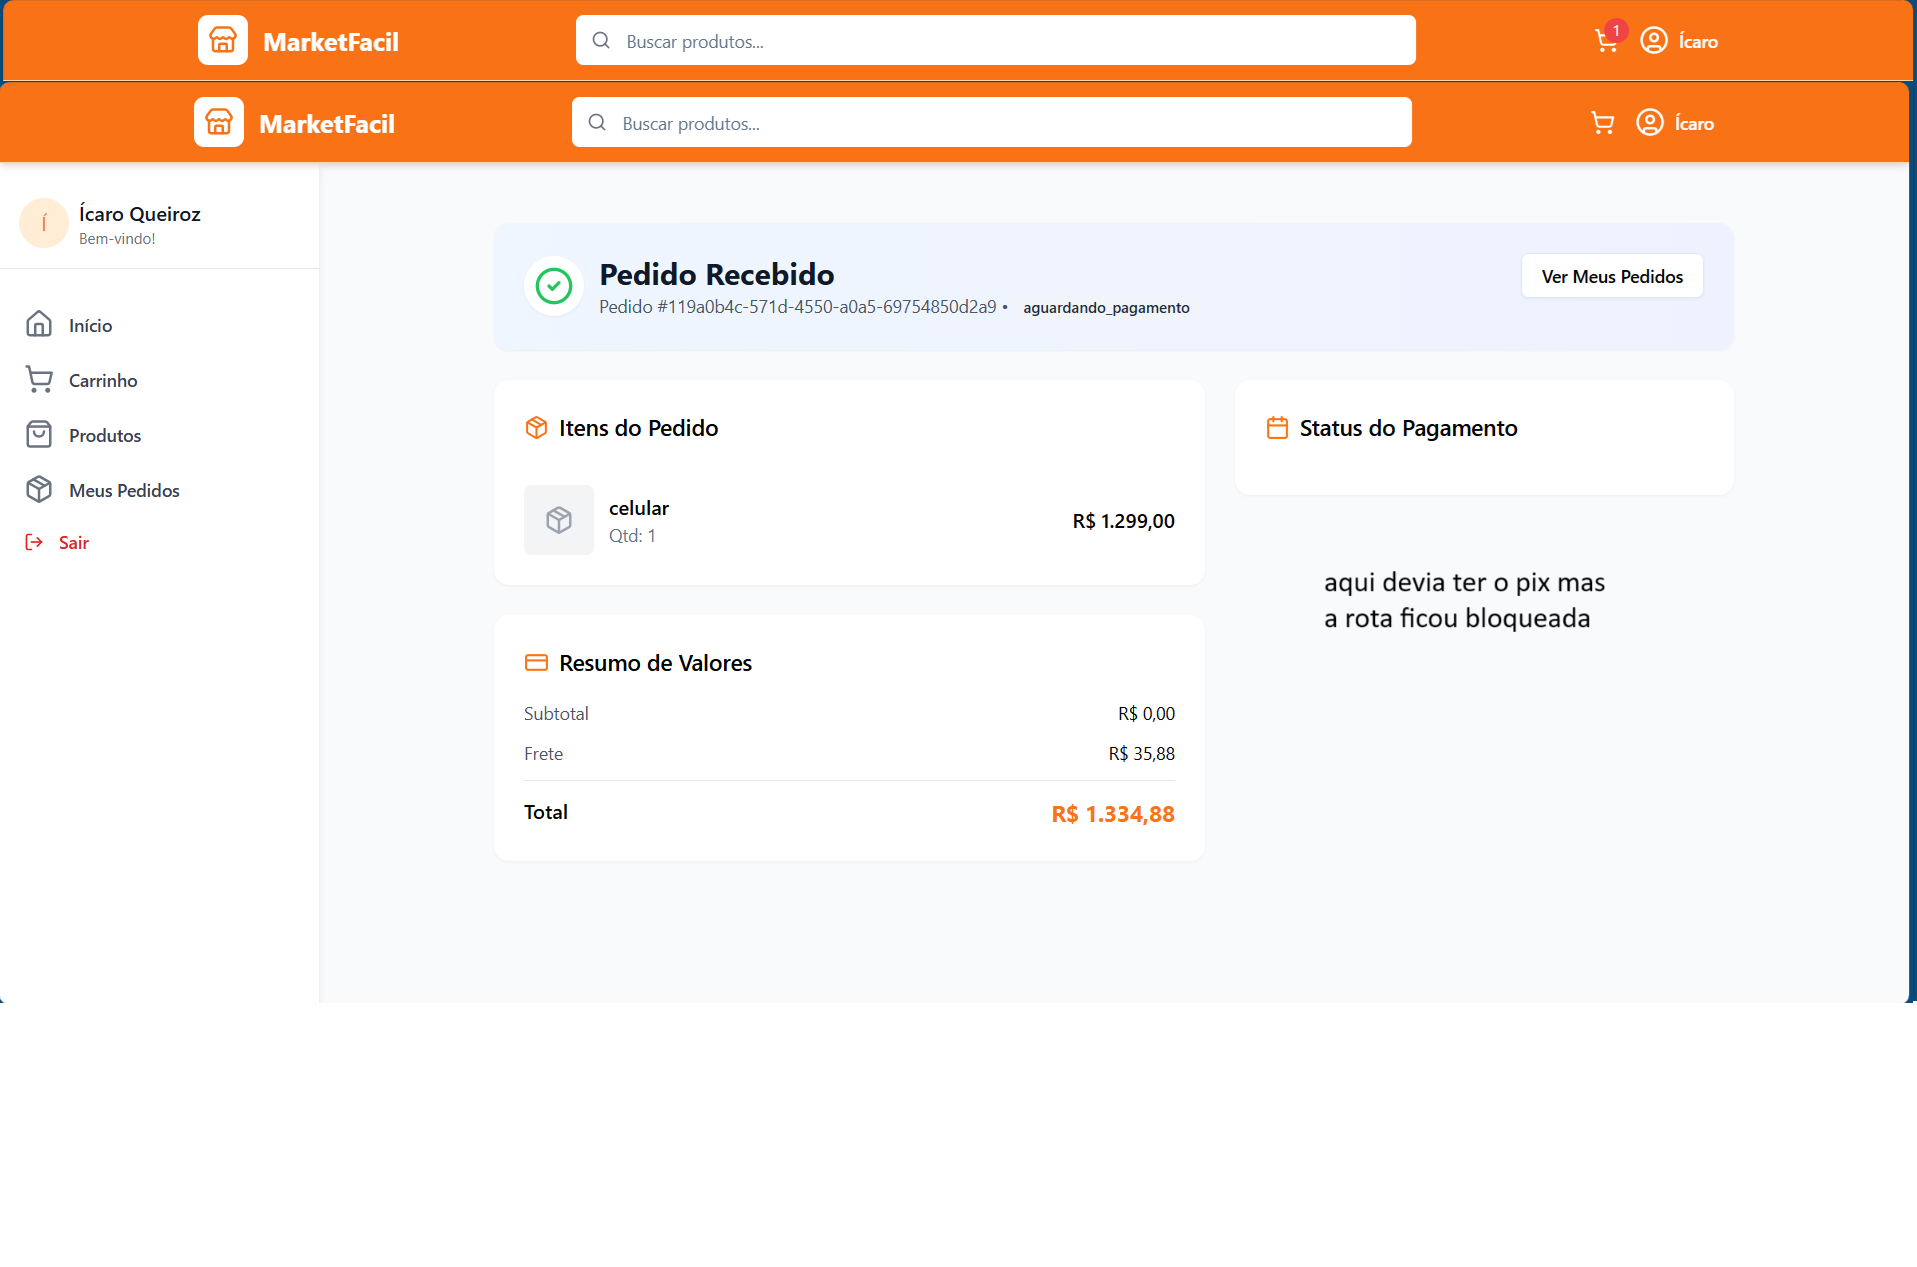 MarketFacil
Buscar produtos...
1
Ícaro
MarketFacil
Buscar produtos...
Ícaro
Í
Ícaro Queiroz
Bem-vindo!
Início
Carrinho
Produtos
Meus Pedidos
Sair
Pedido Recebido
Pedido #119a0b4c-571d-4550-a0a5-69754850d2a9 • aguardando_pagamento
Ver Meus Pedidos
Itens do Pedido
celular
Qtd: 1
R$ 1.299,00
Resumo de Valores
Subtotal R$ 0,00
Frete R$ 35,88
Total R$ 1.334,88
Status do Pagamento
aqui devia ter o pix mas
a rota ficou bloqueada